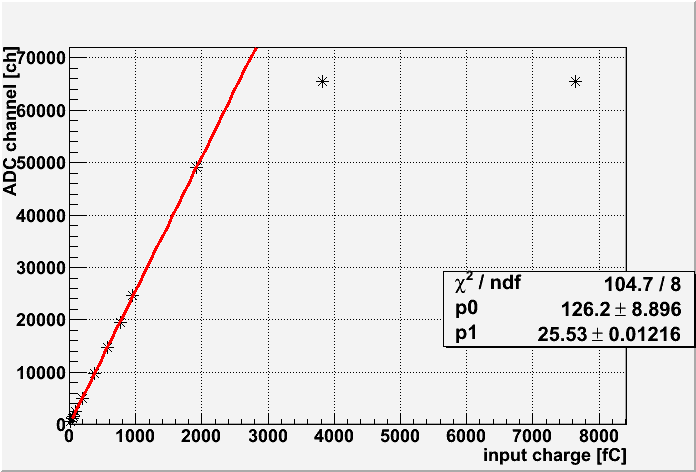 ADC channel [ch]
70000
60000
50000
40000
30000
20000
10000
0
χ² / ndf 104.7 / 8
p0 126.2 ± 8.896
p1 25.53 ± 0.01216
0 1000 2000 3000 4000 5000 6000 7000 8000
input charge [fC]